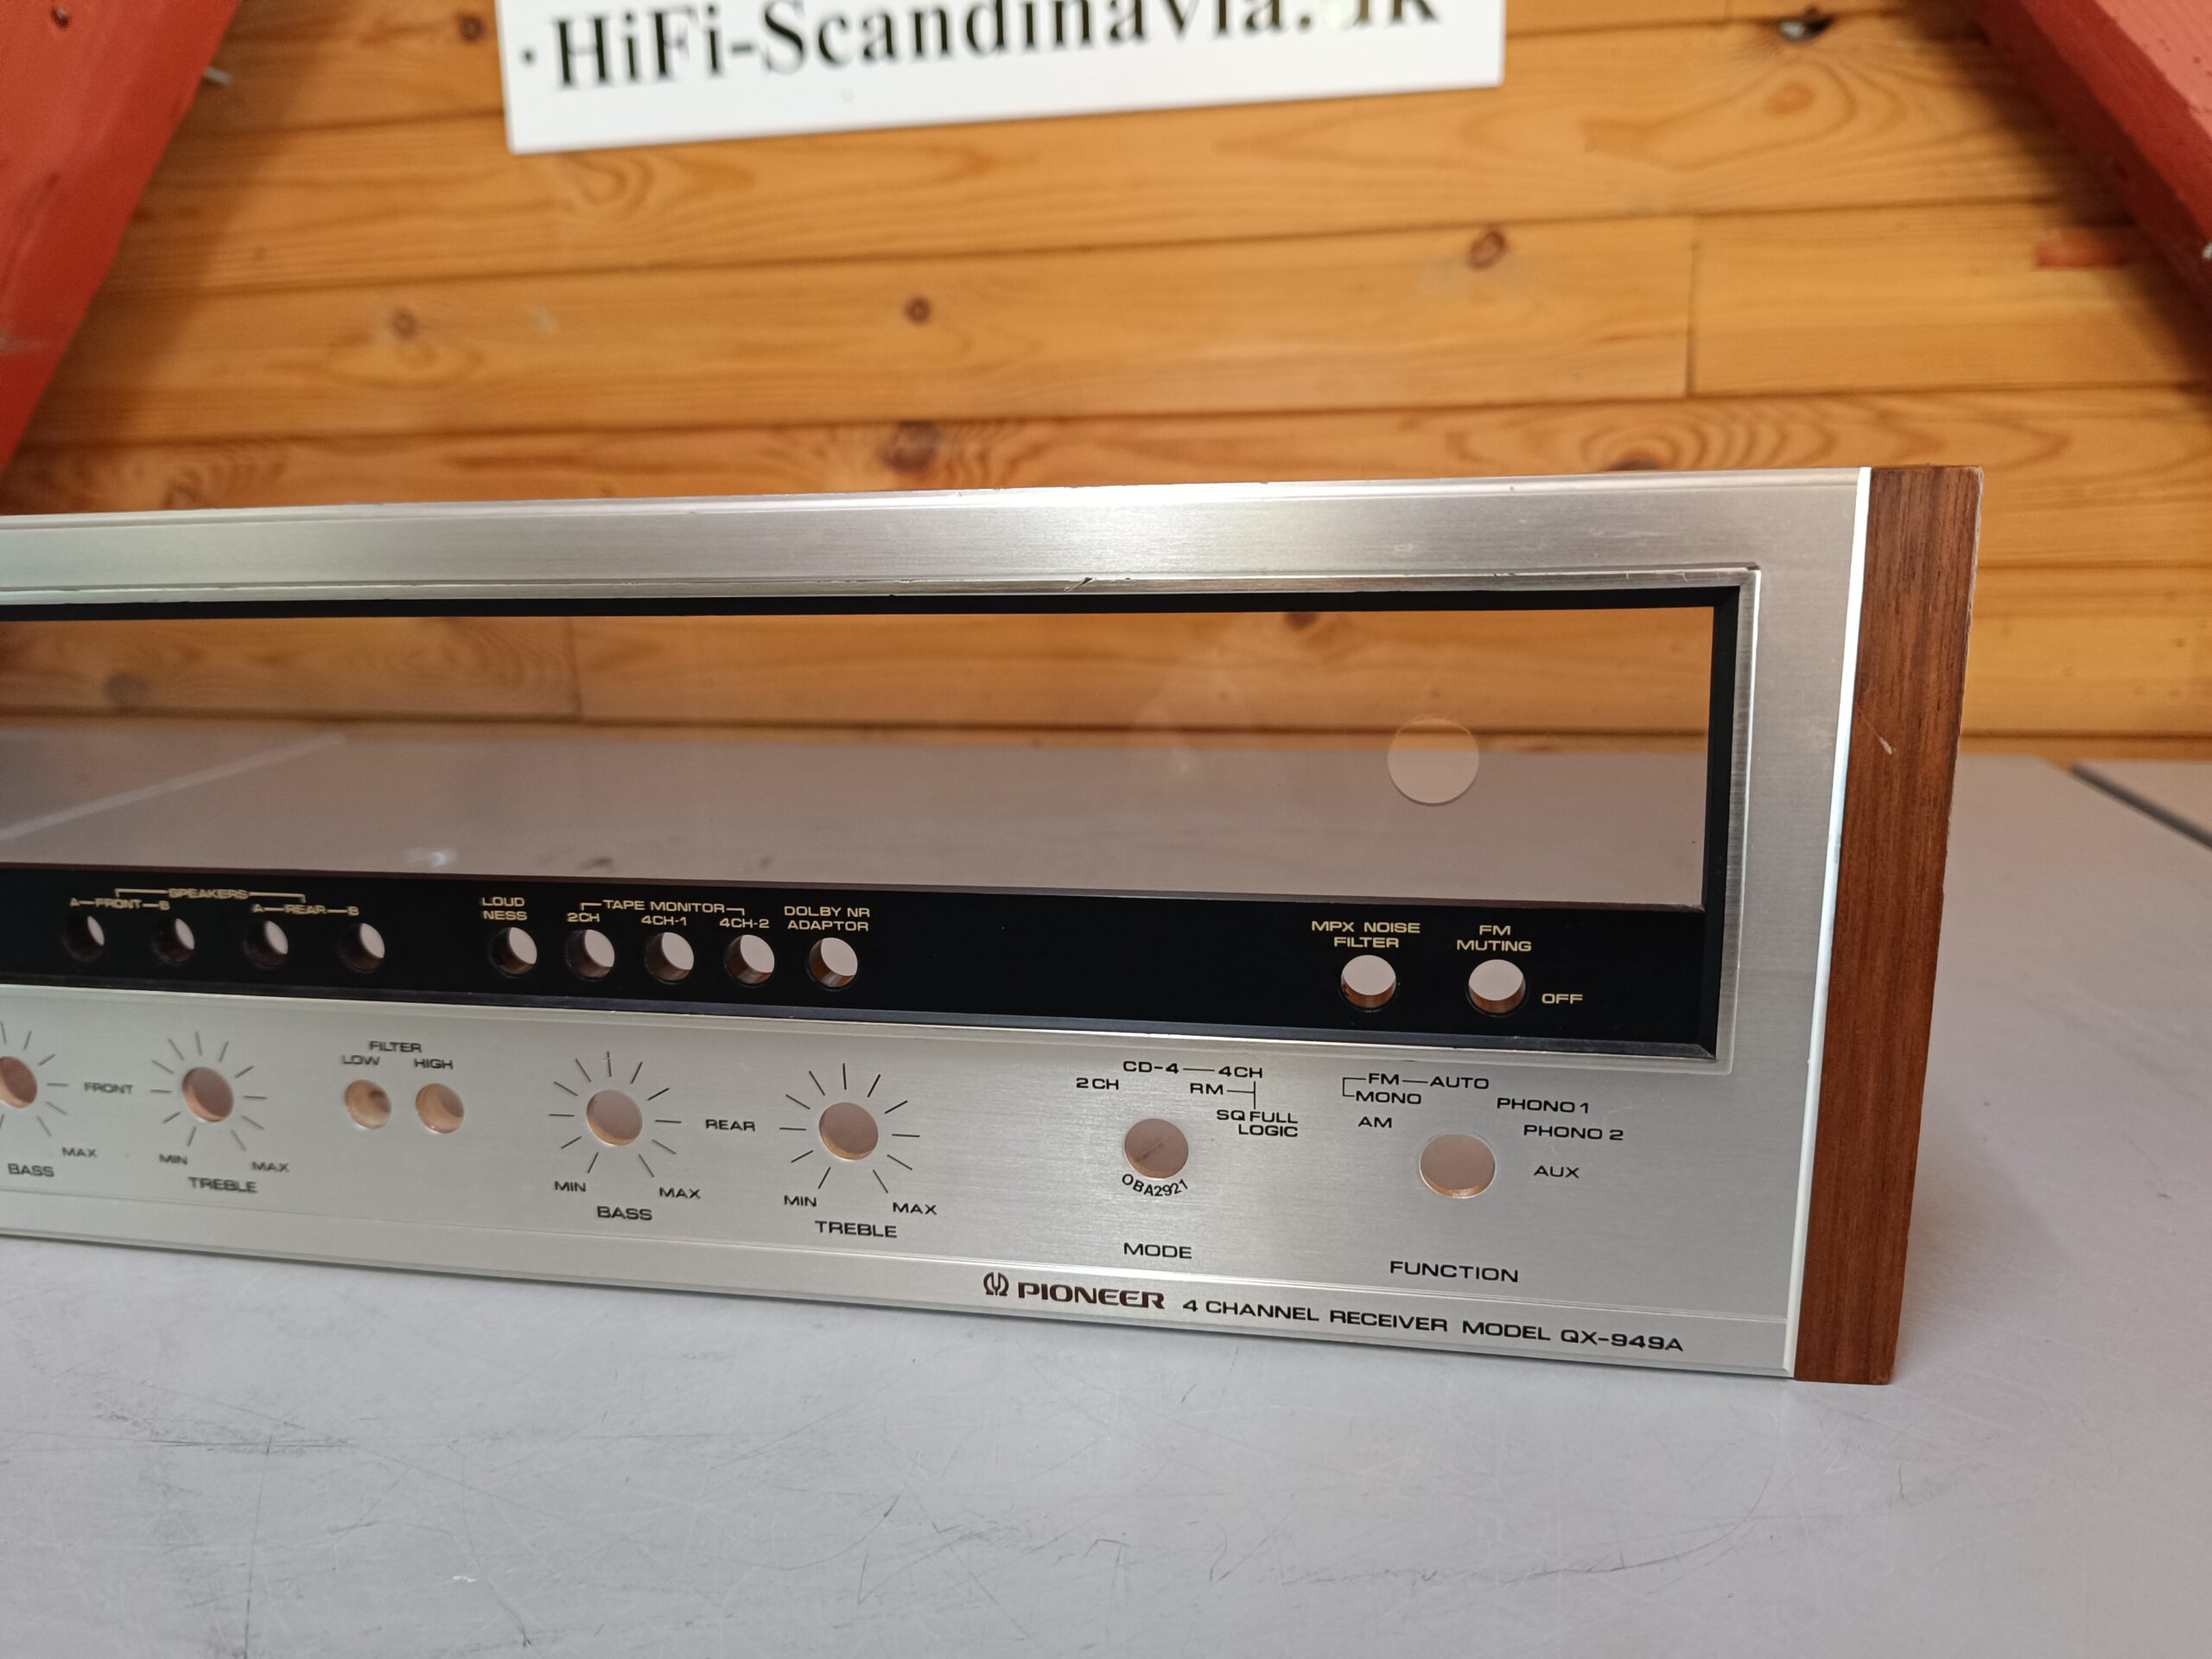 · HiFi-Scandinavia.dk
SPEAKERS
A—FRONT—B
A—REAR—B
LOUD
NESS
TAPE MONITOR
2CH
4CH-1
4CH-2
DOLBY NR
ADAPTOR
MPX NOISE
FILTER
FM
MUTING
OFF
FRONT
MAX
BASS
MIN
MAX
TREBLE
FILTER
LOW
HIGH
REAR
MIN
MAX
BASS
MIN
MAX
TREBLE
CD-4—4CH
2CH
RM
SQ FULL
LOGIC
OBA2921
MODE
FM—AUTO
MONO
AM
PHONO 1
PHONO 2
AUX
FUNCTION
PIONEER 4 CHANNEL RECEIVER MODEL QX-949A